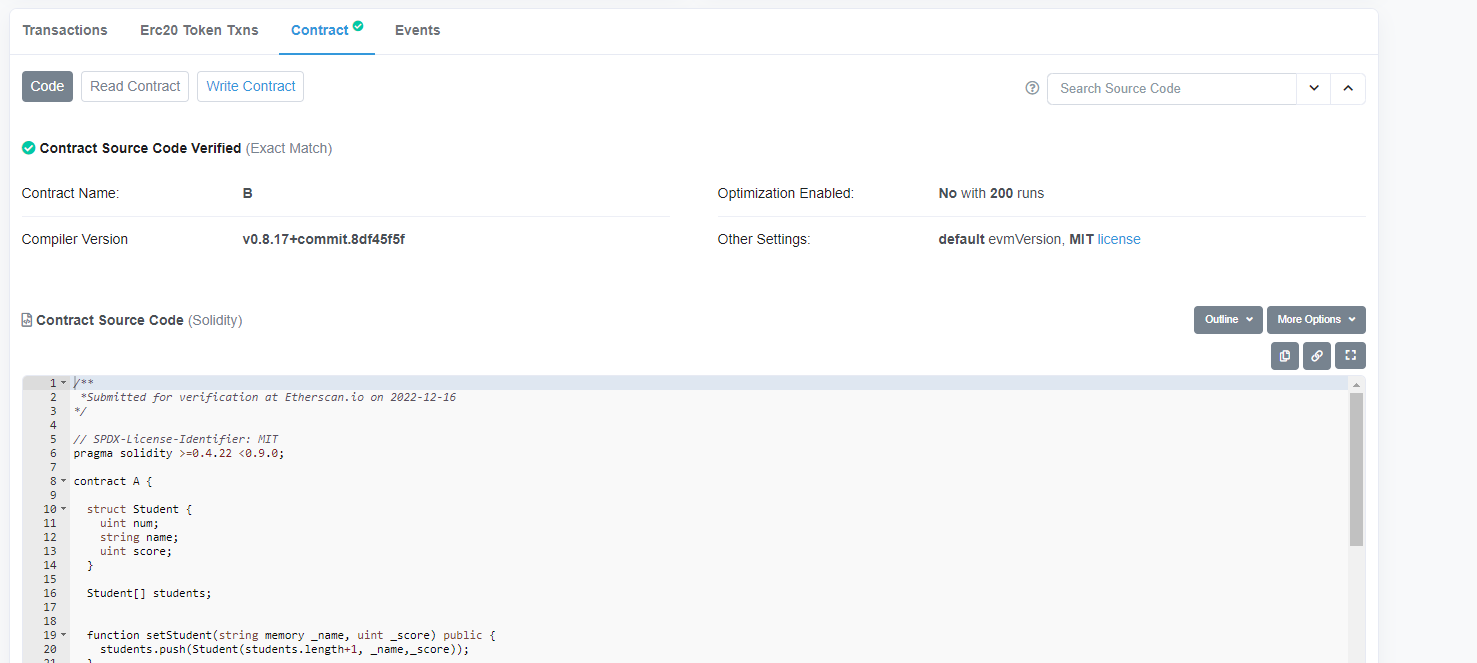 Transactions Erc20 Token Txns Contract Events
Code Read Contract Write Contract Search Source Code
Contract Source Code Verified (Exact Match)
Contract Name: B Optimization Enabled: No with 200 runs
Compiler Version v0.8.17+commit.8df45f5f Other Settings: default evmVersion, MIT license
Contract Source Code (Solidity) Outline More Options
1 /**
2 *Submitted for verification at Etherscan.io on 2022-12-16
3 */
4
5 // SPDX-License-Identifier: MIT
6 pragma solidity >=0.4.22 <0.9.0;
7
8 contract A {
9
10 struct Student {
11 uint num;
12 string name;
13 uint score;
14 }
15
16 Student[] students;
17
18
19 function setStudent(string memory _name, uint _score) public {
20 students.push(Student(students.length+1, _name,_score));
21 }